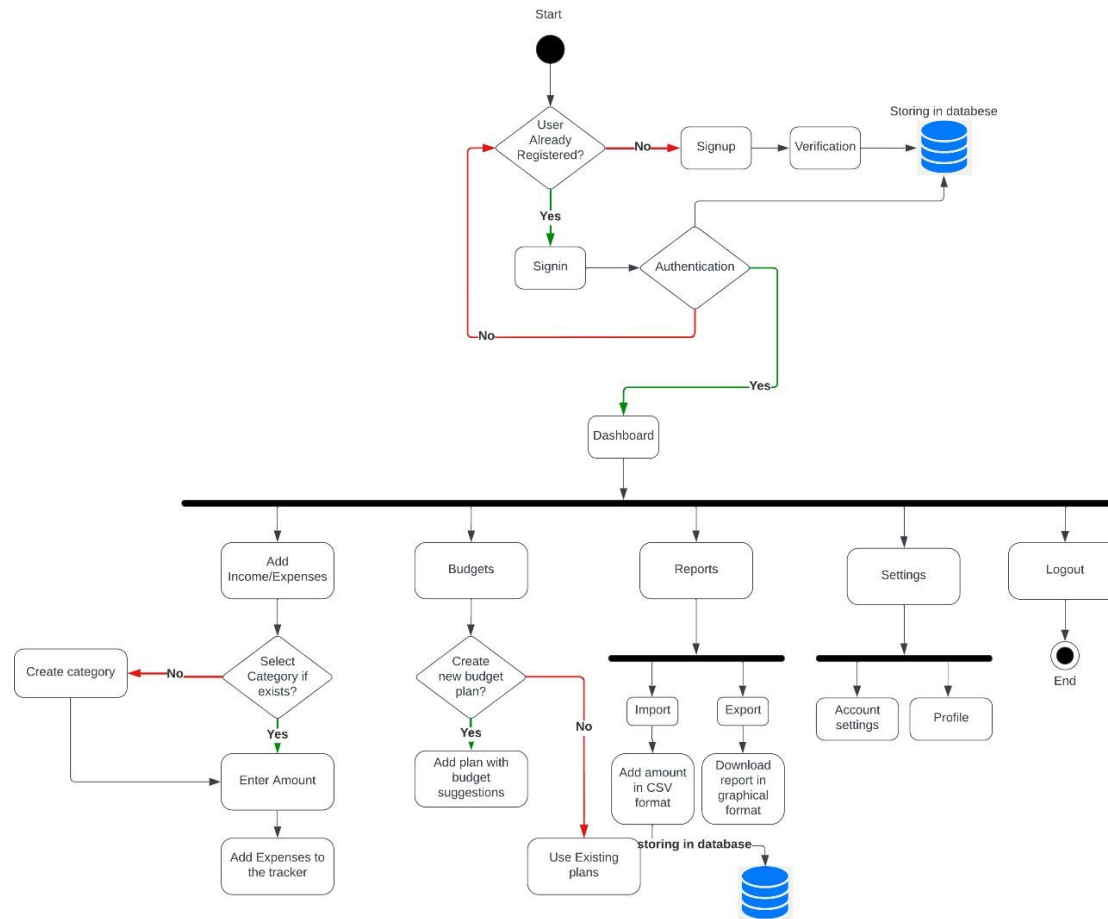 Start
Storing in databese
User
Already
Registered?
No
Signup
Verification
Yes
Signin
Authentication
No
Yes
Dashboard
Add
Income/Expenses
Budgets
Reports
Settings
Logout
Create category
No
Select
Category if
exists?
Create
new budget
plan?
End
Import
Export
Account
settings
Profile
Yes
Yes
No
Enter Amount
Add plan with
budget
suggestions
Add amount
in CSV
format
Download
report in
graphical
format
storing in database
Add Expenses to
the tracker
Use Existing
plans